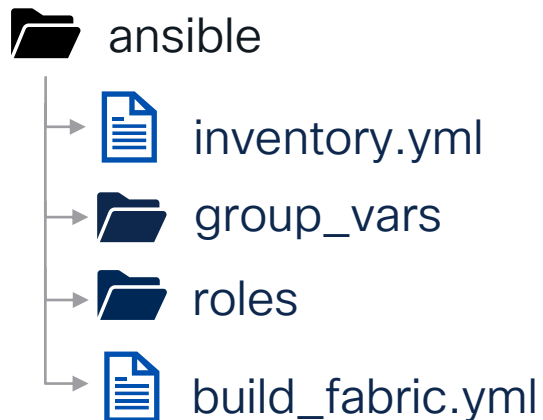 ansible
inventory.yml
group_vars
roles
build_fabric.yml